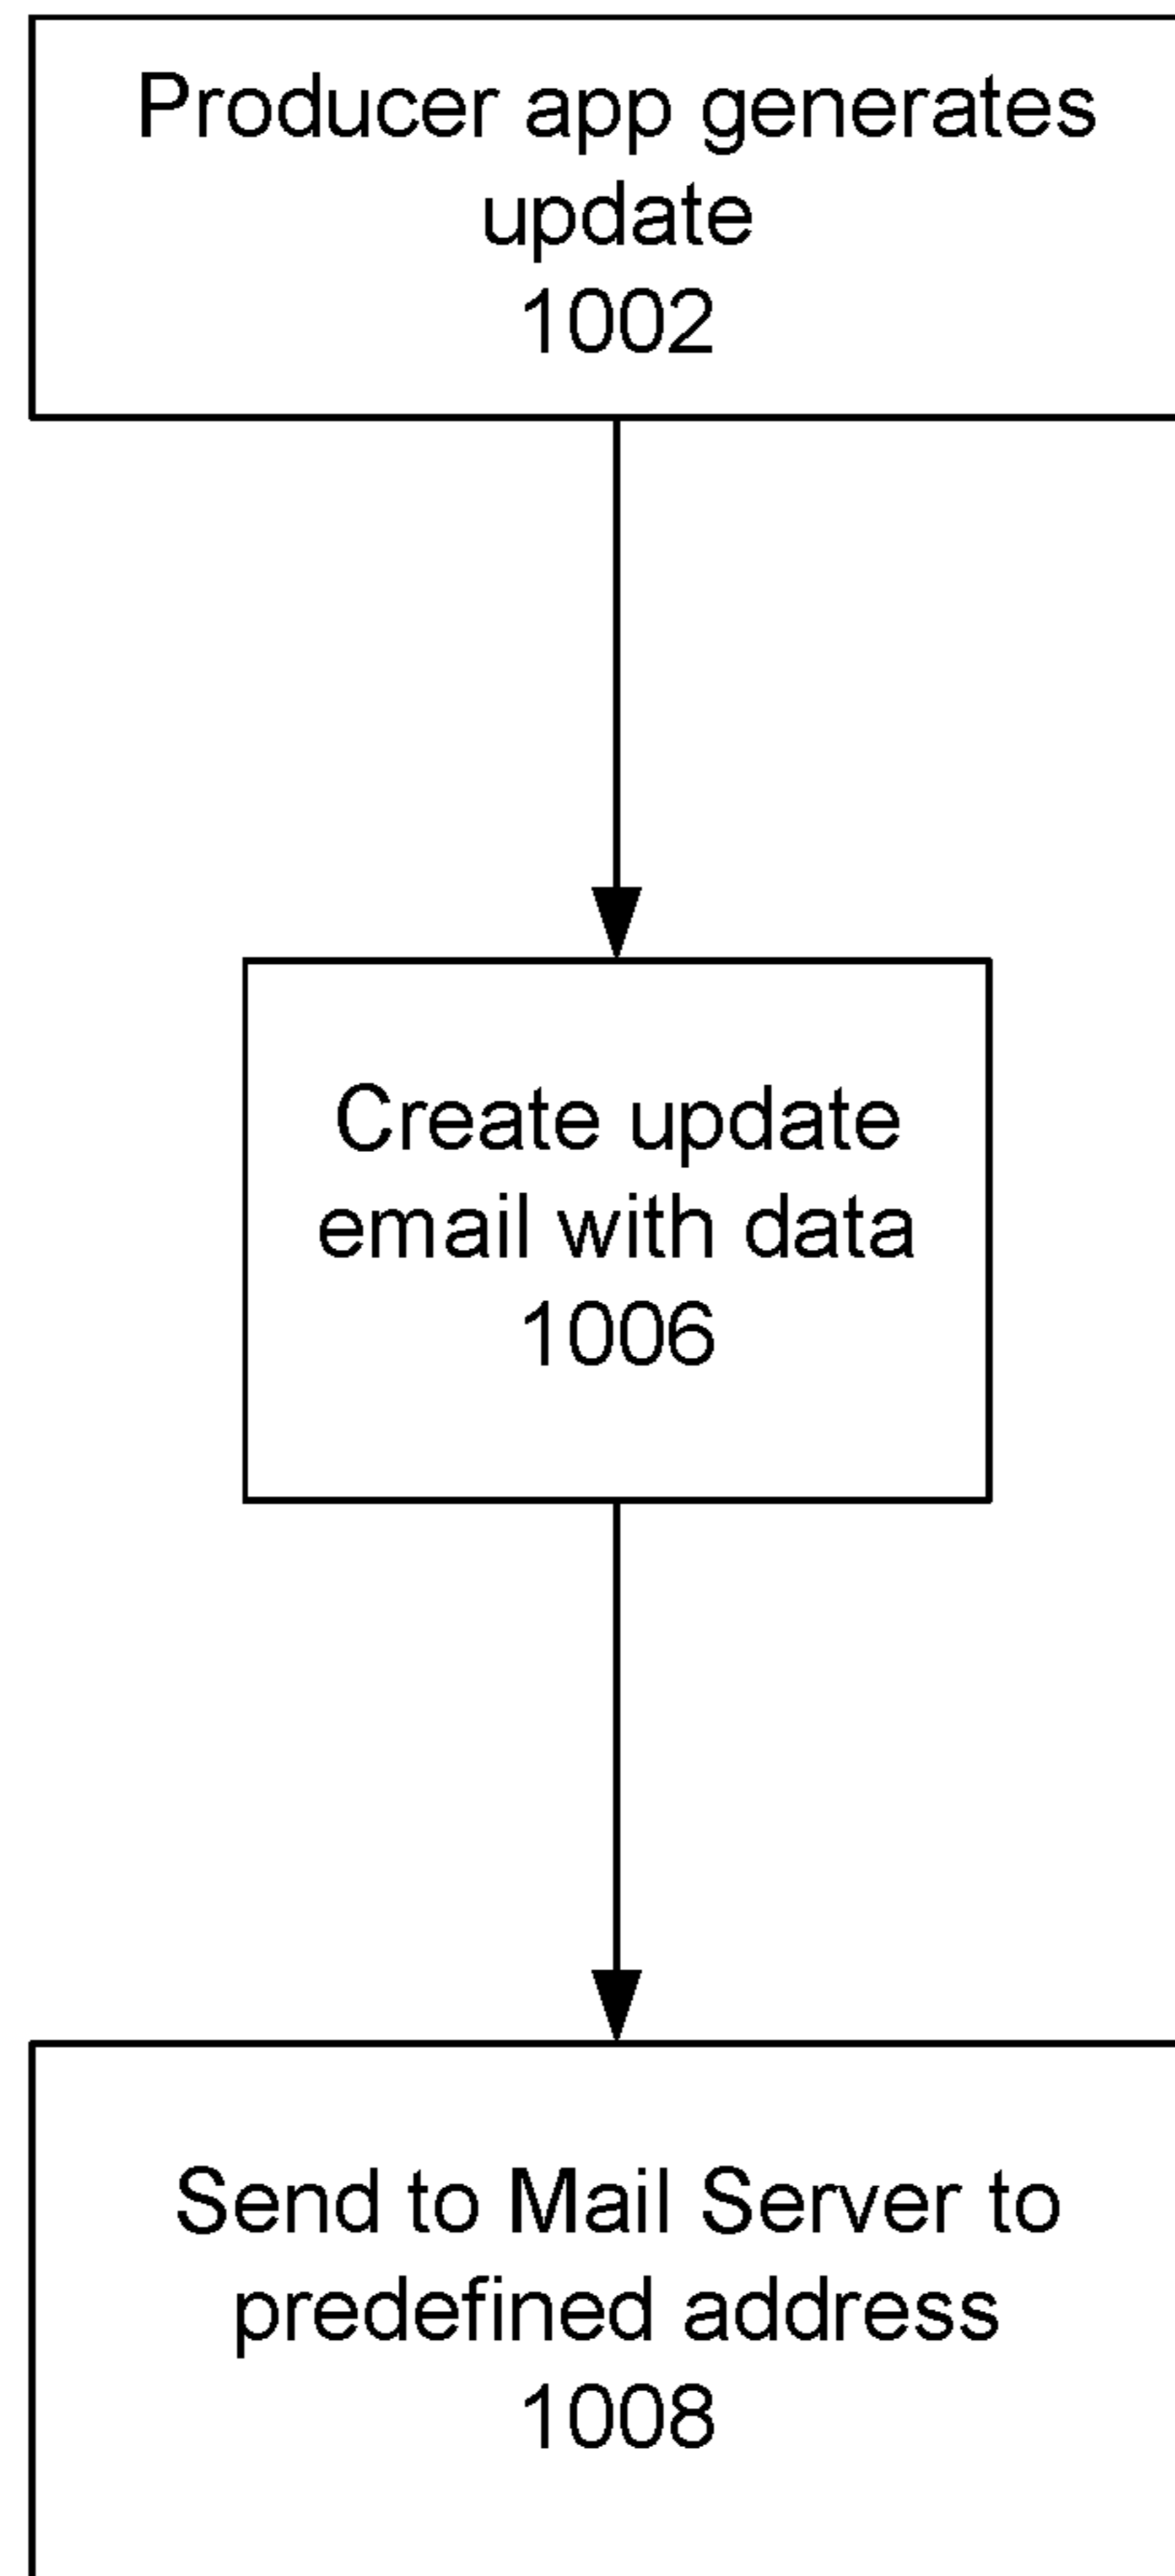 Producer app generates
update
1002
Create update
email with data
1006
Send to Mail Server to
predefined address
1008